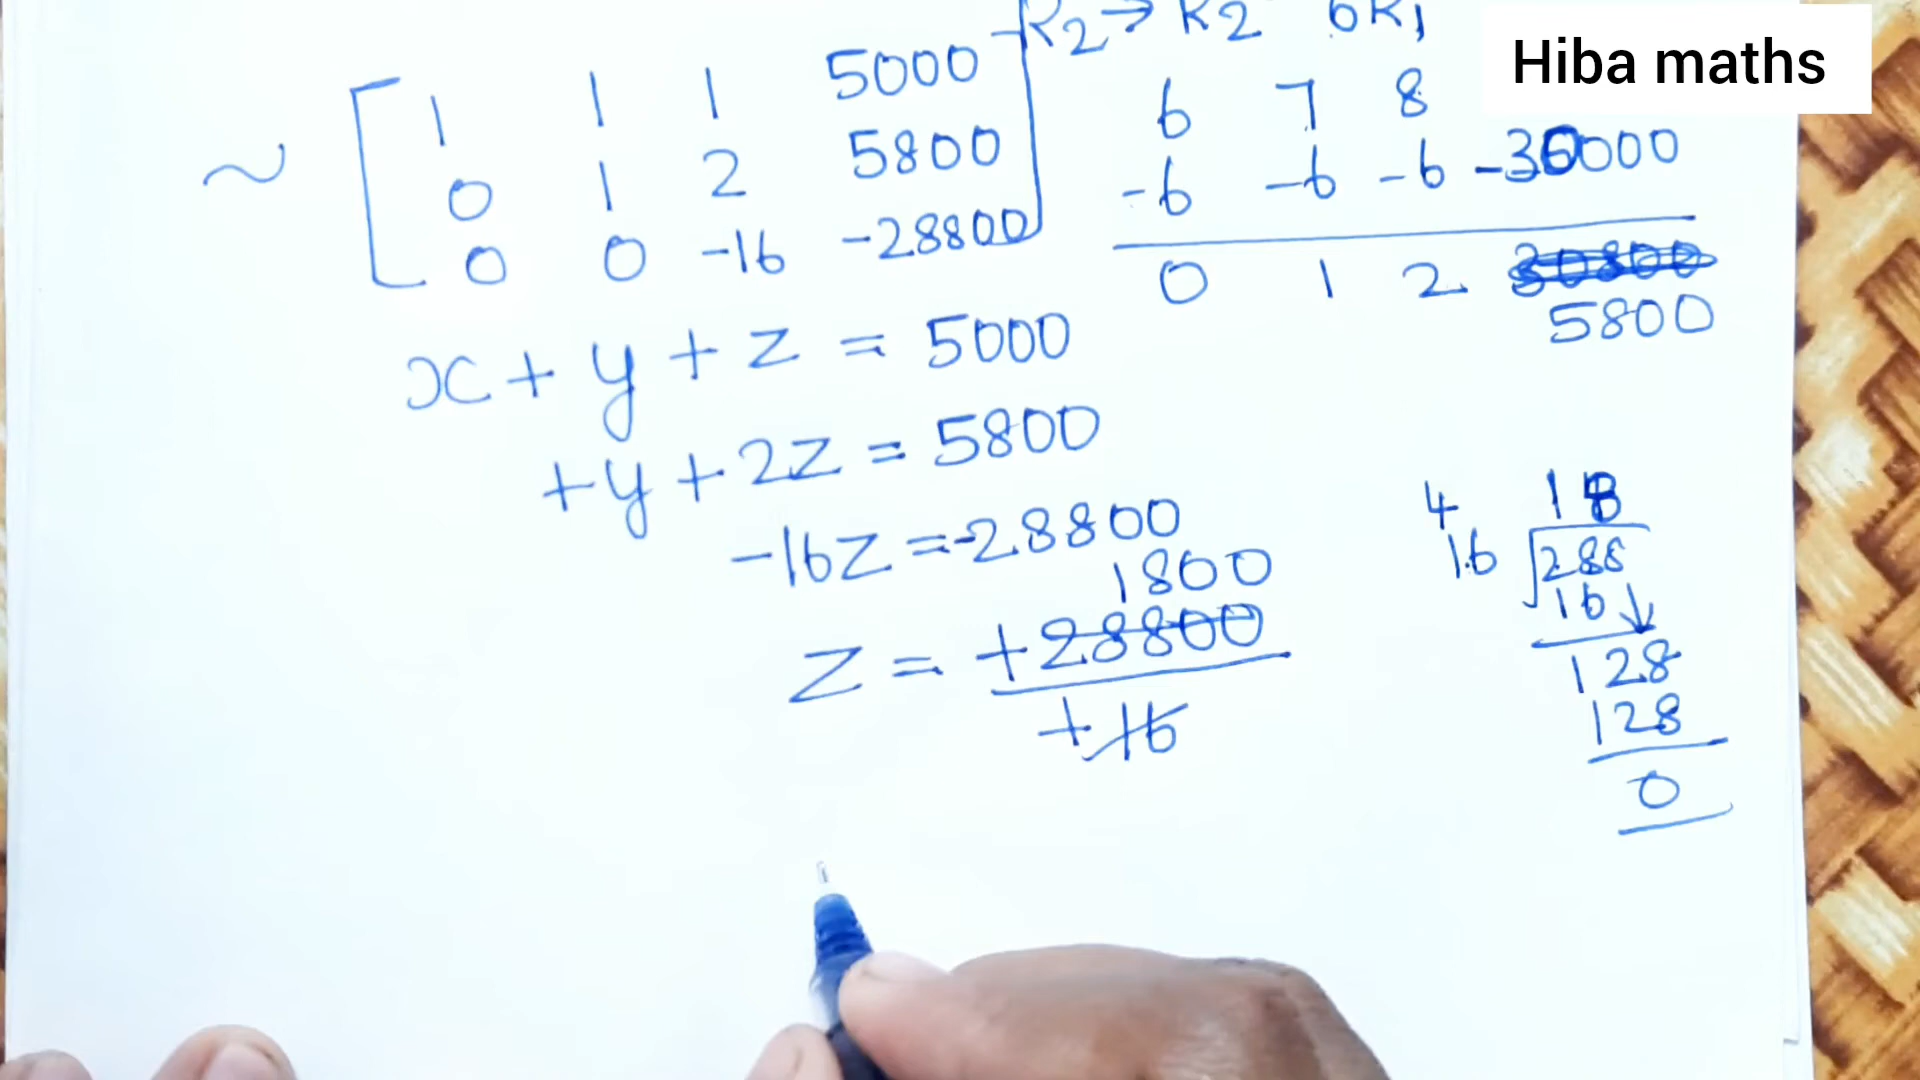 R2 → R2 6R1
Hiba maths
~ [ 1 1 1 5000
0 1 2 5800
0 0 -16 -28800 ]
6 7 8
-6 -6 -6 -30000
0 1 2
5800
x + y + z = 5000
+y + 2z = 5800
-16z = -28800
1800
z = +28800
+16
4 18
16 288
16 ↓
128
128
0